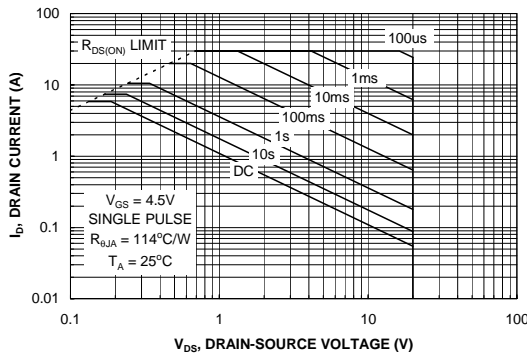 100
10
1
0.1
0.01
0.1
1
10
100
I_D, DRAIN CURRENT (A)
V_DS, DRAIN-SOURCE VOLTAGE (V)
R_DS(ON) LIMIT
100us
1ms
10ms
100ms
1s
10s
DC
V_GS = 4.5V
SINGLE PULSE
R_θJA = 114°C/W
T_A = 25°C